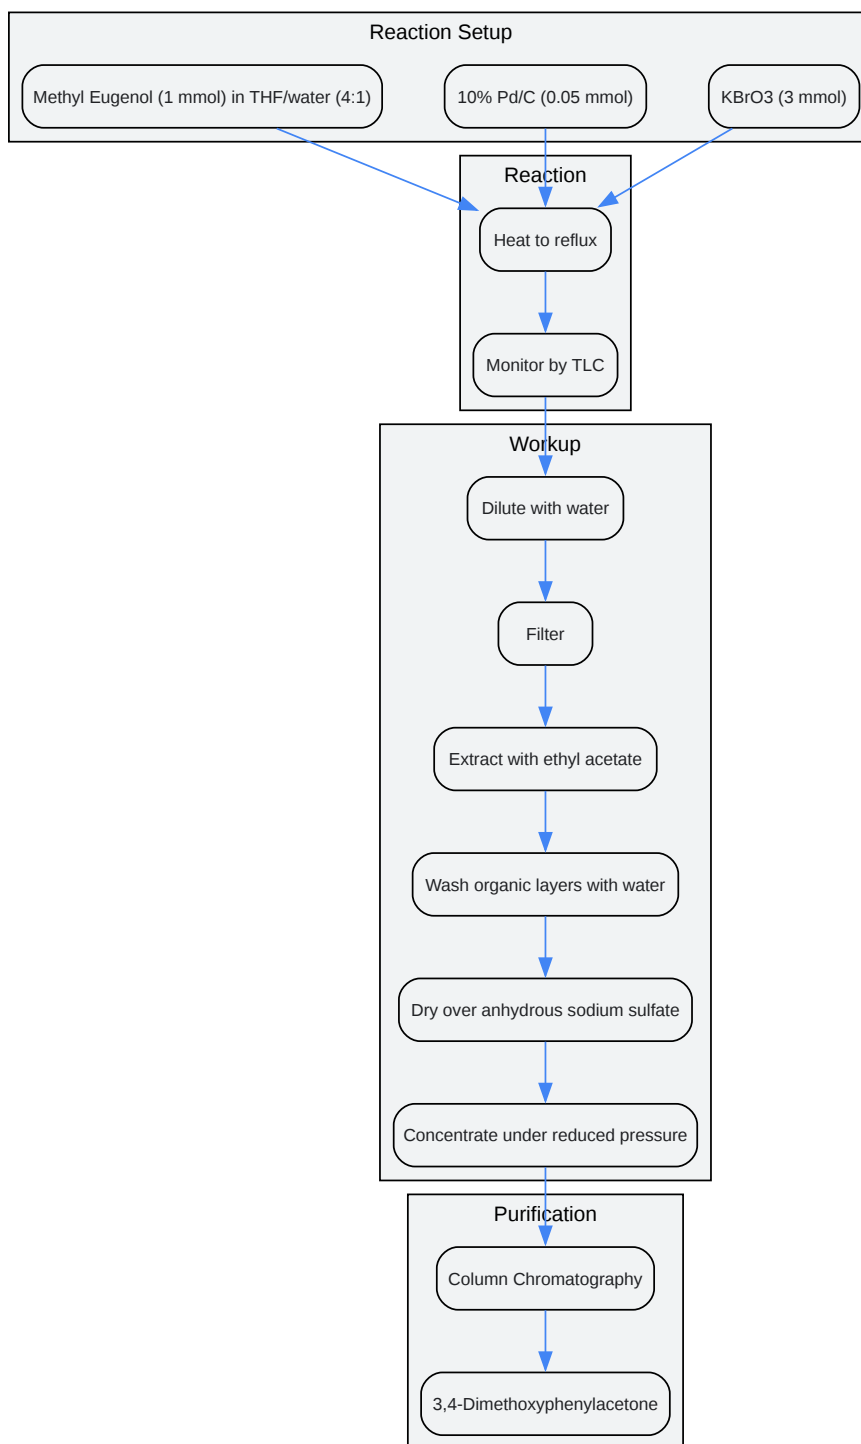 Reaction Setup
Methyl Eugenol (1 mmol) in THF/water (4:1)
10% Pd/C (0.05 mmol)
KBrO3 (3 mmol)
Reaction
Heat to reflux
Monitor by TLC
Workup
Dilute with water
Filter
Extract with ethyl acetate
Wash organic layers with water
Dry over anhydrous sodium sulfate
Concentrate under reduced pressure
Purification
Column Chromatography
3,4-Dimethoxyphenylacetone